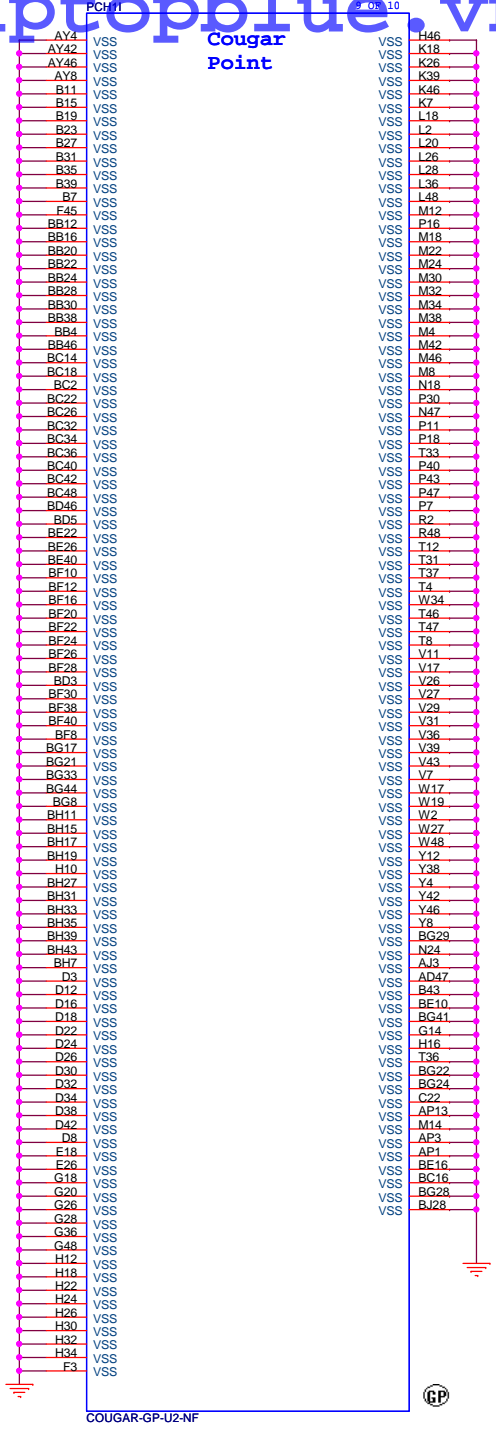 ptopblue.v
PCH1I
9 OF 10
Cougar
Point
AY4 VSS VSS H46
AY42 VSS VSS K18
AY46 VSS VSS K26
AY8 VSS VSS K39
B11 VSS VSS K46
B15 VSS VSS K7
B19 VSS VSS L18
B23 VSS VSS L2
B27 VSS VSS L20
B31 VSS VSS L26
B35 VSS VSS L28
B39 VSS VSS L36
B7 VSS VSS L48
F45 VSS VSS M12
BB12 VSS VSS P16
BB16 VSS VSS M18
BB20 VSS VSS M22
BB22 VSS VSS M24
BB24 VSS VSS M30
BB28 VSS VSS M32
BB30 VSS VSS M34
BB38 VSS VSS M38
BB4 VSS VSS M4
BB46 VSS VSS M42
BC14 VSS VSS M46
BC18 VSS VSS M8
BC2 VSS VSS N18
BC22 VSS VSS P30
BC26 VSS VSS N47
BC32 VSS VSS P11
BC34 VSS VSS P18
BC36 VSS VSS T33
BC40 VSS VSS P40
BC42 VSS VSS P43
BC48 VSS VSS P47
BD46 VSS VSS P7
BD5 VSS VSS R2
BE22 VSS VSS R48
BE26 VSS VSS T12
BE40 VSS VSS T31
BF10 VSS VSS T37
BF12 VSS VSS T4
BF16 VSS VSS W34
BF20 VSS VSS T46
BF22 VSS VSS T47
BF24 VSS VSS T8
BF26 VSS VSS V11
BF28 VSS VSS V17
BD3 VSS VSS V26
BF30 VSS VSS V27
BF38 VSS VSS V29
BF40 VSS VSS V31
BF8 VSS VSS V36
BG17 VSS VSS V39
BG21 VSS VSS V43
BG33 VSS VSS V7
BG44 VSS VSS W17
BG8 VSS VSS W19
BH11 VSS VSS W2
BH15 VSS VSS W27
BH17 VSS VSS W48
BH19 VSS VSS Y12
H10 VSS VSS Y38
BH27 VSS VSS Y4
BH31 VSS VSS Y42
BH33 VSS VSS Y46
BH35 VSS VSS Y8
BH39 VSS VSS BG29
BH43 VSS VSS N24
BH7 VSS VSS AJ3
D3 VSS VSS AD47
D12 VSS VSS B43
D16 VSS VSS BE10
D18 VSS VSS BG41
D22 VSS VSS G14
D24 VSS VSS H16
D26 VSS VSS T36
D30 VSS VSS BG22
D32 VSS VSS BG24
D34 VSS VSS C22
D38 VSS VSS AP13
D42 VSS VSS M14
D8 VSS VSS AP3
E18 VSS VSS AP1
E26 VSS VSS BE16
G18 VSS VSS BC16
G20 VSS VSS BG28
G26 VSS VSS BJ28
G28 VSS
G36 VSS
G48 VSS
H12 VSS
H18 VSS
H22 VSS
H24 VSS
H26 VSS
H30 VSS
H32 VSS
H34 VSS
F3 VSS
GP
COUGAR-GP-U2-NF